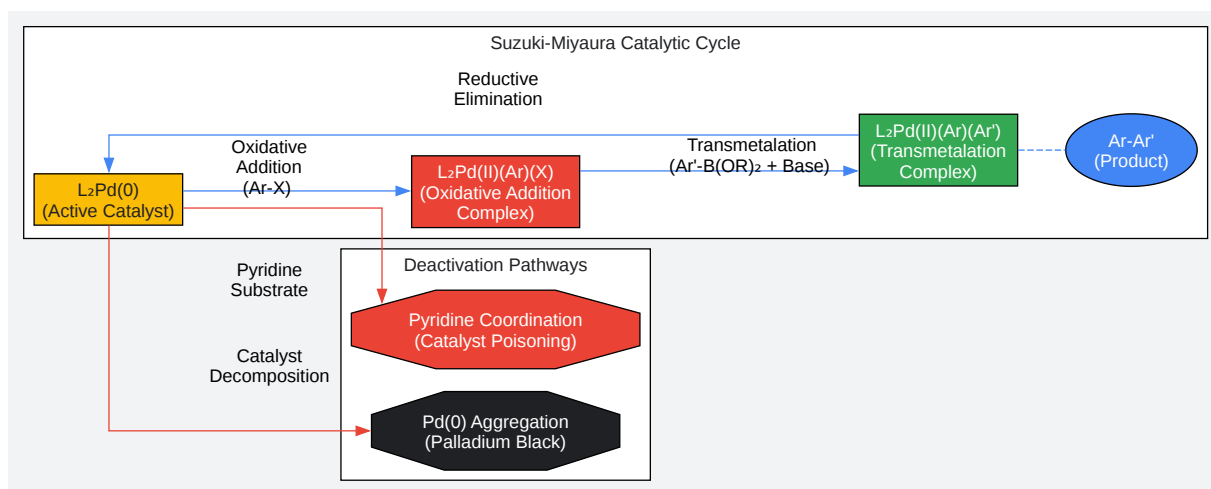 Suzuki-Miyaura Catalytic Cycle
Reductive
Elimination
L₂Pd(II)(Ar)(Ar')
(Transmetalation
Complex)
Ar-Ar'
(Product)
Transmetalation
(Ar'-B(OR)₂ + Base)
Oxidative
Addition
(Ar-X)
L₂Pd(II)(Ar)(X)
(Oxidative Addition
Complex)
L₂Pd(0)
(Active Catalyst)
Deactivation Pathways
Pyridine
Substrate
Pyridine Coordination
(Catalyst Poisoning)
Catalyst
Decomposition
Pd(0) Aggregation
(Palladium Black)